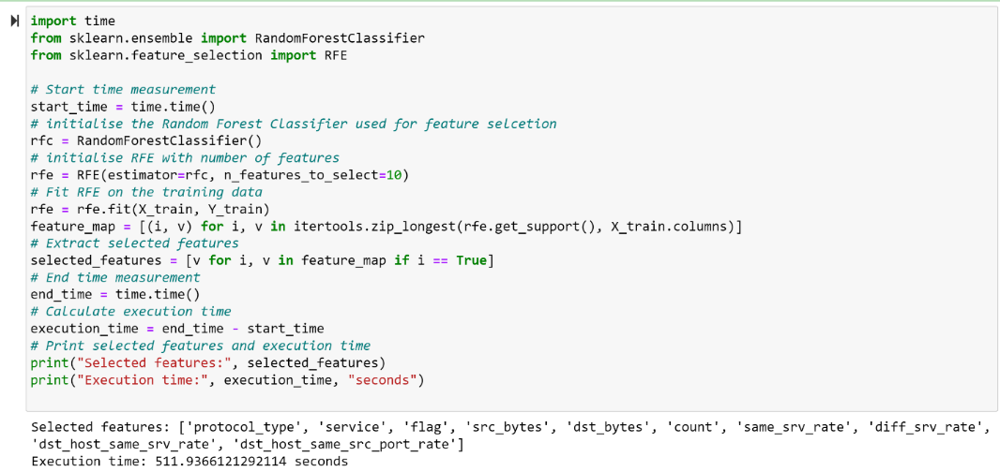 import time
from sklearn.ensemble import RandomForestClassifier
from sklearn.feature_selection import RFE
# Start time measurement
start_time = time.time()
# initialise the Random Forest Classifier used for feature selcetion
rfc = RandomForestClassifier()
# initialise RFE with number of features
rfe = RFE(estimator=rfc, n_features_to_select=10)
# Fit RFE on the training data
rfe = rfe.fit(X_train, Y_train)
feature_map = [(i, v) for i, v in itertools.zip_longest(rfe.get_support(), X_train.columns)]
# Extract selected features
selected_features = [v for i, v in feature_map if i == True]
# End time measurement
end_time = time.time()
# Calculate execution time
execution_time = end_time - start_time
# Print selected features and execution time
print("Selected features:", selected_features)
print("Execution time:", execution_time, "seconds")
Selected features: ['protocol_type', 'service', 'flag', 'src_bytes', 'dst_bytes', 'count', 'same_srv_rate', 'diff_srv_rate',
'dst_host_same_srv_rate', 'dst_host_same_src_port_rate']
Execution time: 511.9366121292114 seconds